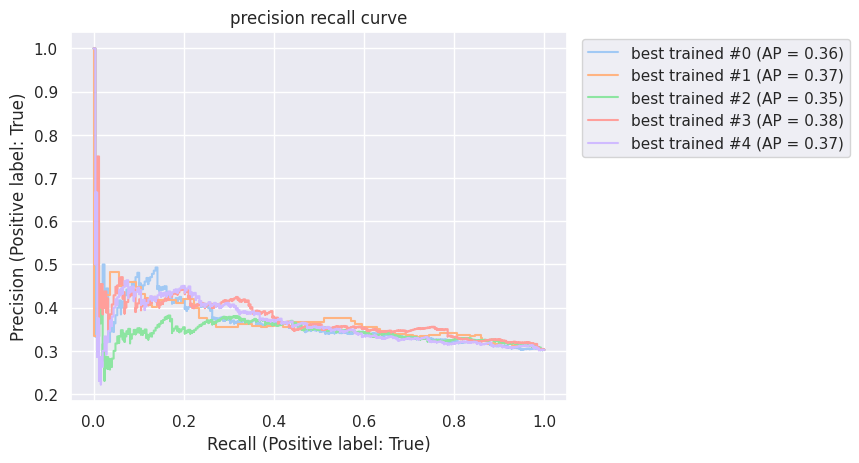 precision recall curve
best trained #0 (AP = 0.36)
best trained #1 (AP = 0.37)
best trained #2 (AP = 0.35)
best trained #3 (AP = 0.38)
best trained #4 (AP = 0.37)
Precision (Positive label: True)
1.0
0.9
0.8
0.7
0.6
0.5
0.4
0.3
0.2
0.0 0.2 0.4 0.6 0.8 1.0
Recall (Positive label: True)